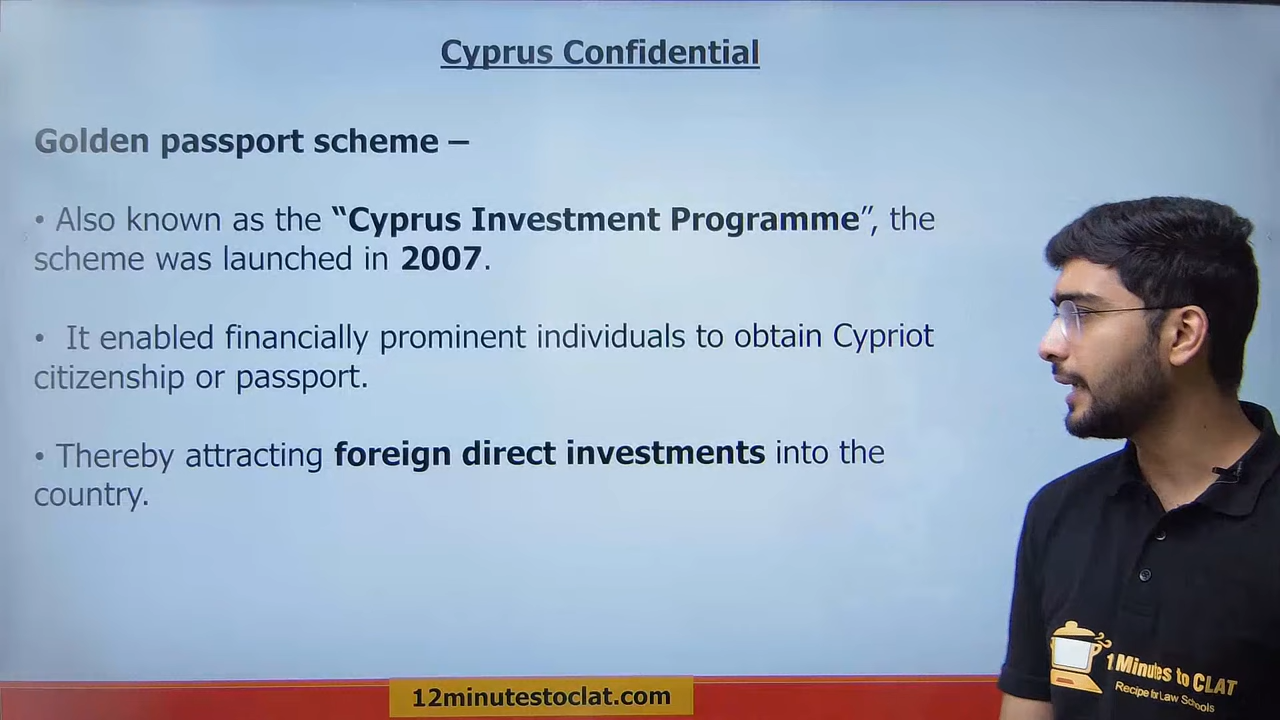 Cyprus Confidential
Golden passport scheme –
• Also known as the “Cyprus Investment Programme”, the
scheme was launched in 2007.
• It enabled financially prominent individuals to obtain Cypriot
citizenship or passport.
• Thereby attracting foreign direct investments into the
country.
12minutestoclat.com
1 Minutes to CLAT
Recipe for Law Schools